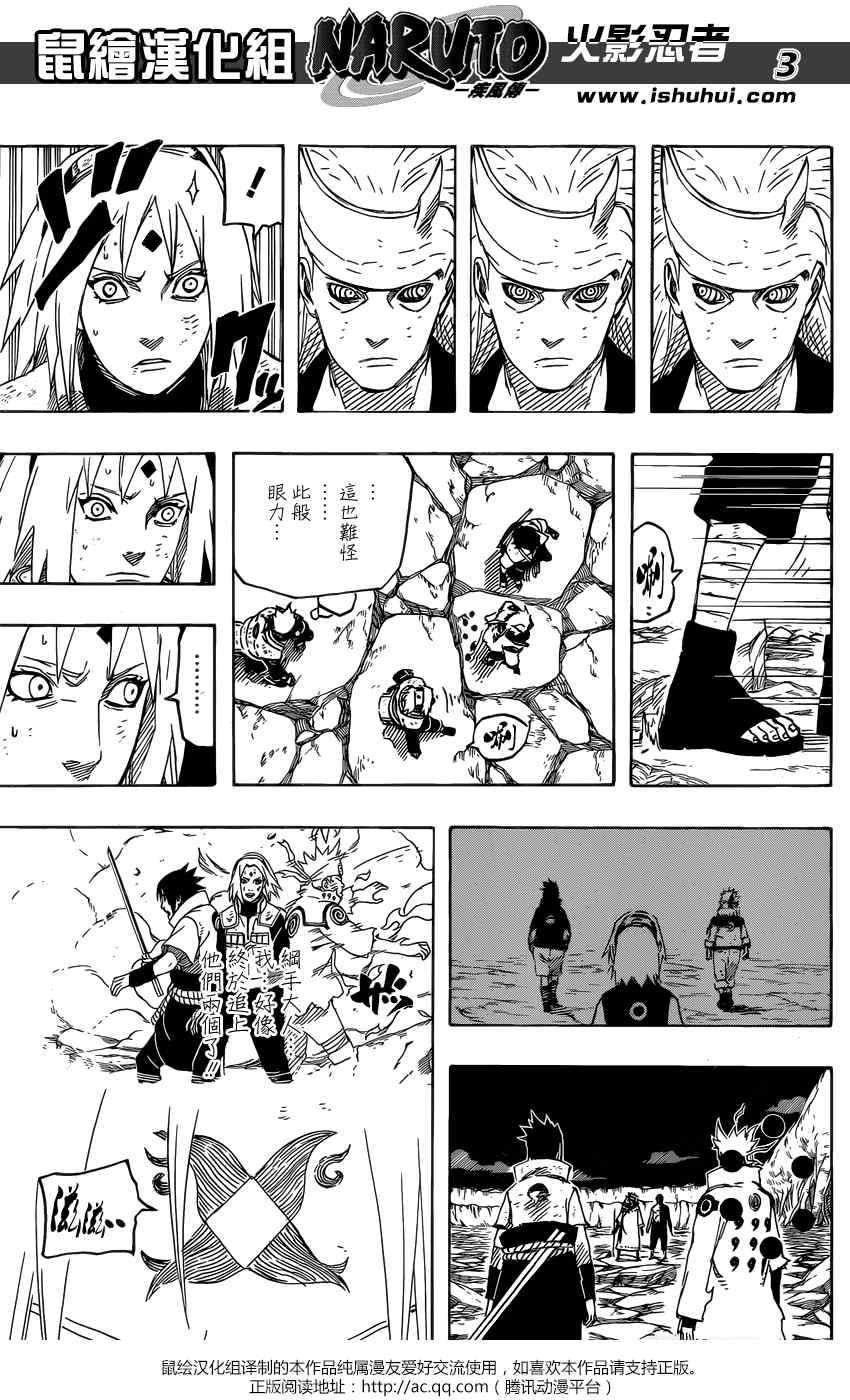 鼠繪漢化組
NARUTO
火影忍者
3
疾風傳
www.ishuhui.com
!
…
這也難怪
……
此般
眼力…
唰
唰
………
綱手大人…
我…好像
終於追上
他們兩個了!!
鼠绘汉化组译制的本作品纯属漫友爱好交流使用，如喜欢本作品请支持正版。
正版阅读地址：http://ac.qq.com（腾讯动漫平台）